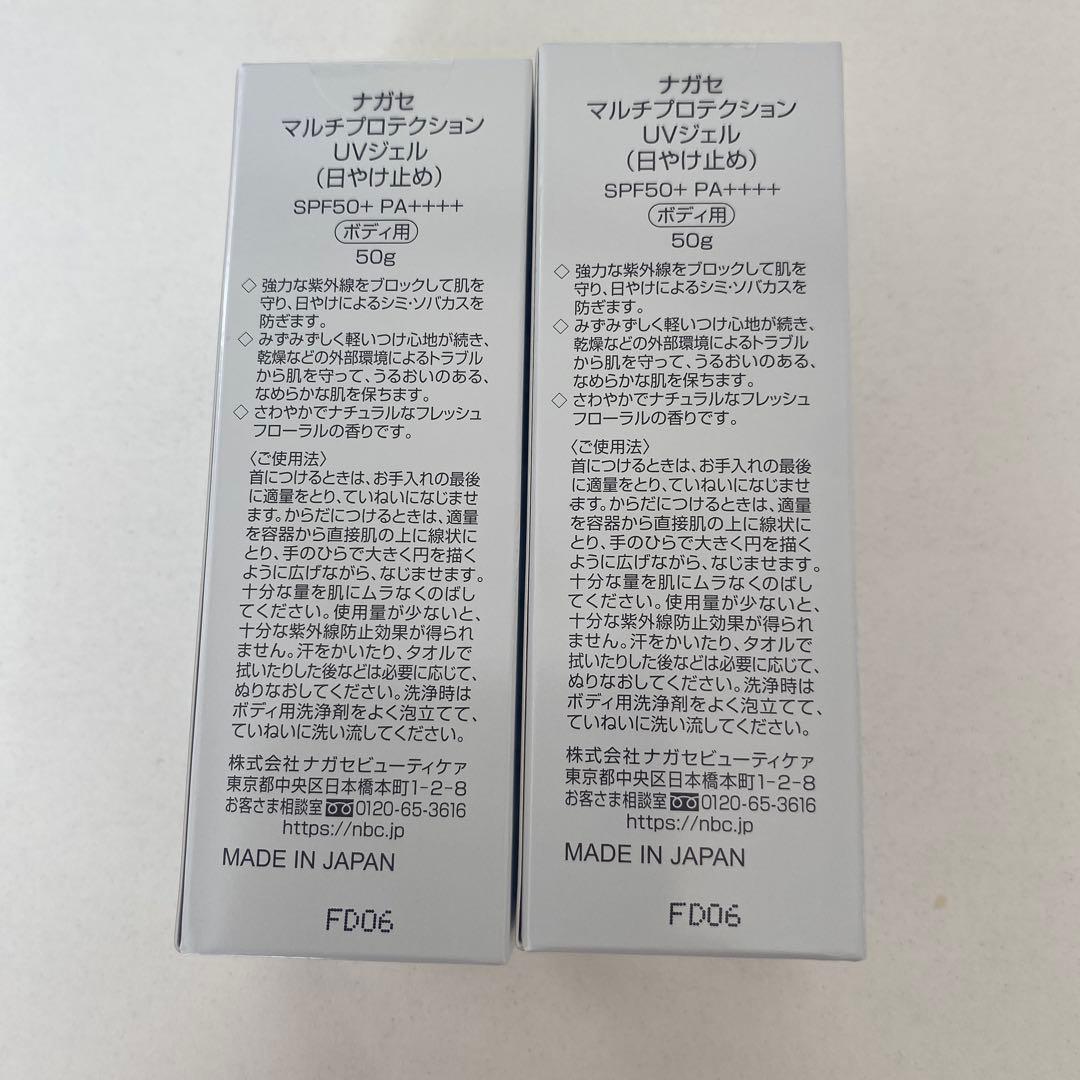 ナガセ
マルチプロテクション
UVジェル
(日やけ止め)
SPF50+ PA++++
ボディ用
50g
◇ 強力な紫外線をブロックして肌を
守り、日やけによるシミ・ソバカスを
防ぎます。
◇ みずみずしく軽いつけ心地が続き、
乾燥などの外部環境によるトラブル
から肌を守って、うるおいのある、
なめらかな肌を保ちます。
◇ さわやかでナチュラルなフレッシュ
フローラルの香りです。
〈ご使用法〉
首につけるときは、お手入れの最後
に適量をとり、ていねいになじませ
ます。からだにつけるときは、適量
を容器から直接肌の上に線状に
とり、手のひらで大きく円を描く
ように広げながら、なじませます。
十分な量を肌にムラなくのばし
てください。使用量が少ないと、
十分な紫外線防止効果が得られ
ません。汗をかいたり、タオルで
拭いたりした後などは必要に応じて、
ぬりなおしてください。洗浄時は
ボディ用洗浄剤をよく泡立てて、
ていねいに洗い流してください。
株式会社ナガセビューティケァ
東京都中央区日本橋本町1-2-8
お客さま相談室 0120-65-3616
https://nbc.jp
MADE IN JAPAN
FD06
ナガセ
マルチプロテクション
UVジェル
(日やけ止め)
SPF50+ PA++++
ボディ用
50g
◇ 強力な紫外線をブロックして肌を
守り、日やけによるシミ・ソバカスを
防ぎます。
◇ みずみずしく軽いつけ心地が続き、
乾燥などの外部環境によるトラブル
から肌を守って、うるおいのある、
なめらかな肌を保ちます。
◇ さわやかでナチュラルなフレッシュ
フローラルの香りです。
〈ご使用法〉
首につけるときは、お手入れの最後
に適量をとり、ていねいになじませ
ます。からだにつけるときは、適量
を容器から直接肌の上に線状に
とり、手のひらで大きく円を描く
ように広げながら、なじませます。
十分な量を肌にムラなくのばし
てください。使用量が少ないと、
十分な紫外線防止効果が得られ
ません。汗をかいたり、タオルで
拭いたりした後などは必要に応じて、
ぬりなおしてください。洗浄時は
ボディ用洗浄剤をよく泡立てて、
ていねいに洗い流してください。
株式会社ナガセビューティケァ
東京都中央区日本橋本町1-2-8
お客さま相談室 0120-65-3616
https://nbc.jp
MADE IN JAPAN
FD06